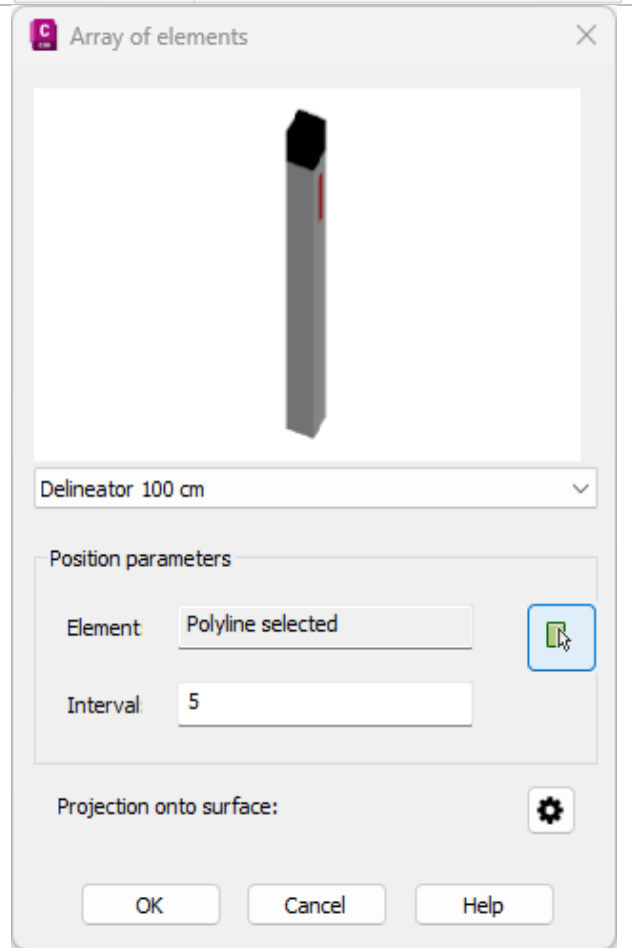 C
Array of elements
Delineator 100 cm
Position parameters
Element:
Polyline selected
Interval:
5
Projection onto surface:
OK
Cancel
Help